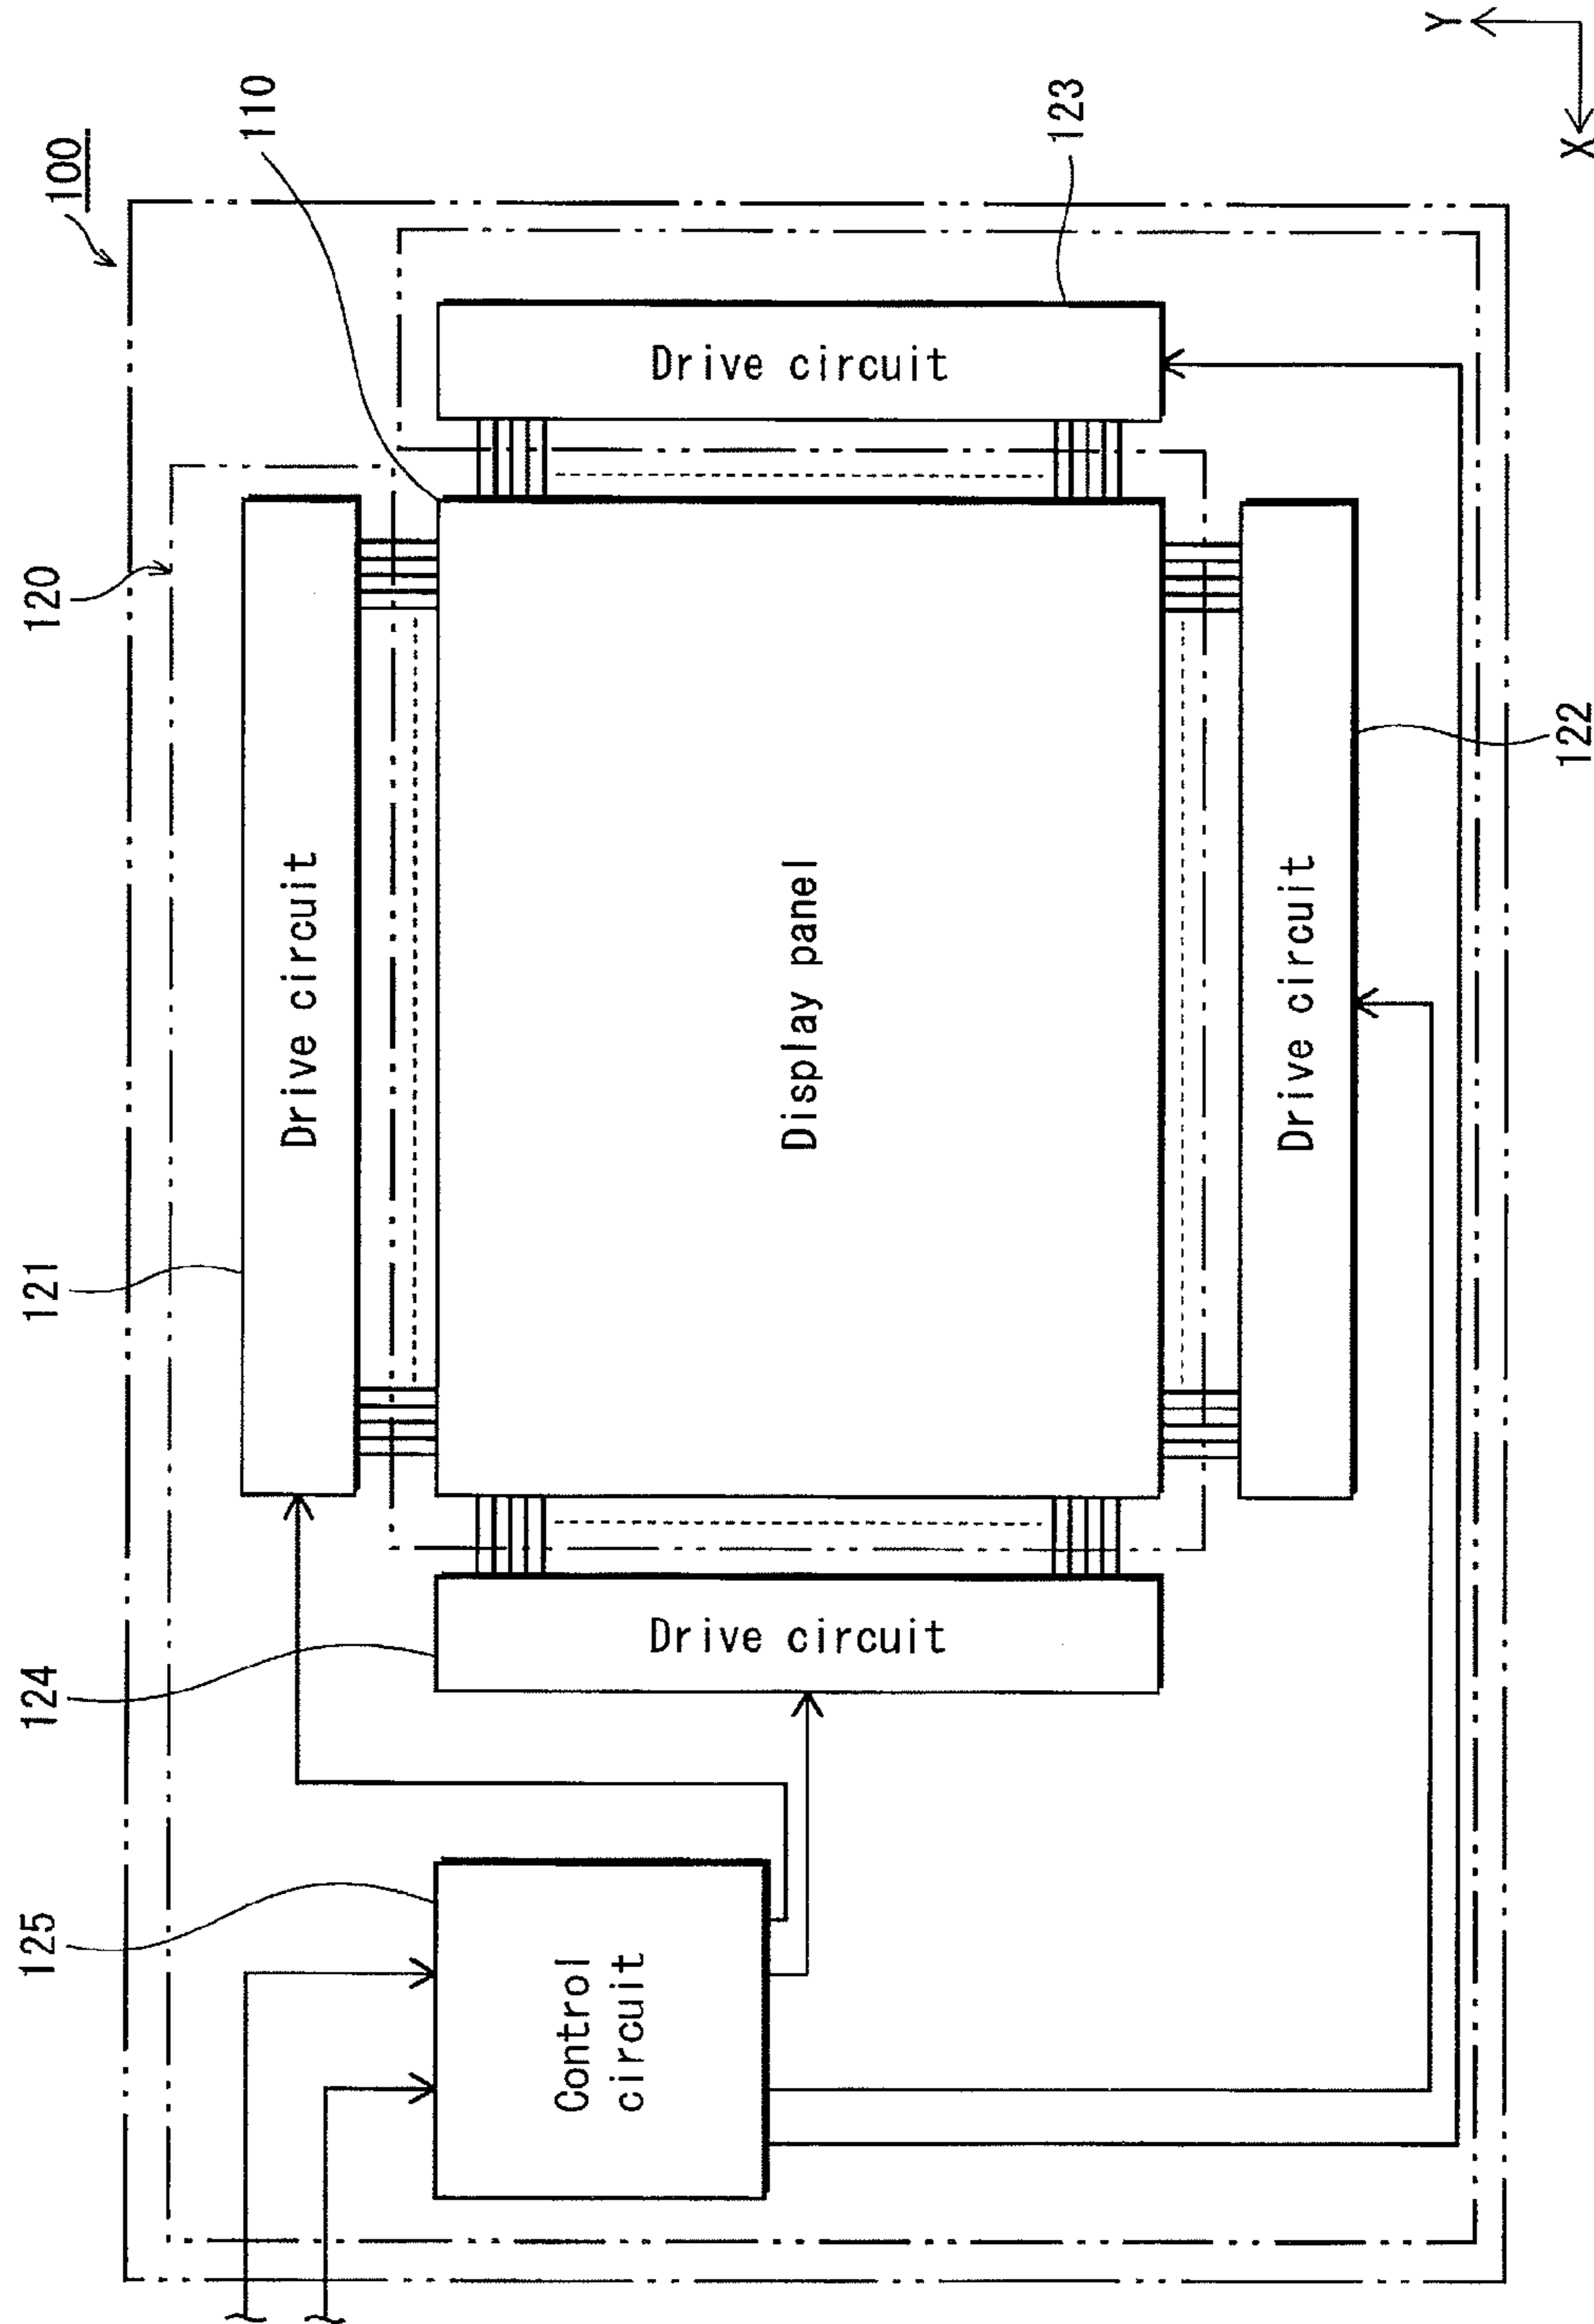 100
120
110
121
Drive circuit
124
Drive circuit
Display panel
Drive circuit
123
125
Control
circuit
Drive circuit
122
Y
X